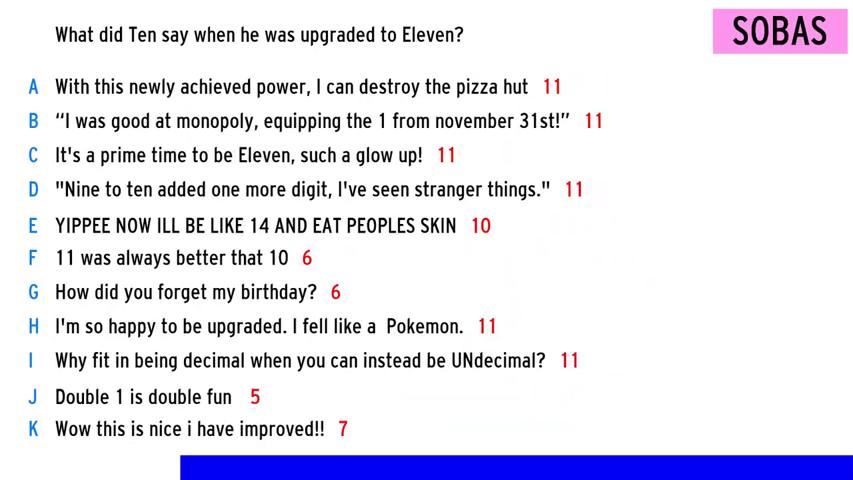 What did Ten say when he was upgraded to Eleven?
SOBAS
A With this newly achieved power, I can destroy the pizza hut 11
B “I was good at monopoly, equipping the 1 from november 31st!” 11
C It's a prime time to be Eleven, such a glow up! 11
D "Nine to ten added one more digit, I've seen stranger things." 11
E YIPPEE NOW ILL BE LIKE 14 AND EAT PEOPLES SKIN 10
F 11 was always better that 10 6
G How did you forget my birthday? 6
H I'm so happy to be upgraded. I fell like a Pokemon. 11
I Why fit in being decimal when you can instead be UNdecimal? 11
J Double 1 is double fun 5
K Wow this is nice i have improved!! 7